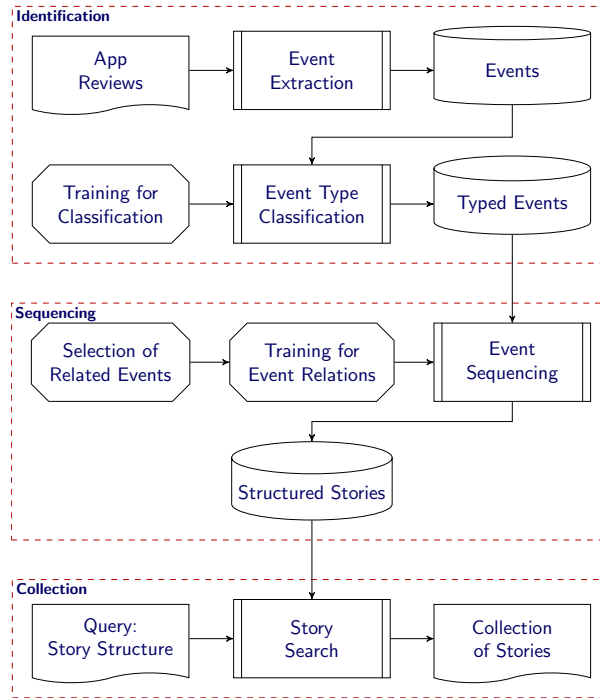 Identification
App
Reviews
Event
Extraction
Events
Training for
Classification
Event Type
Classification
Typed Events
Sequencing
Selection of
Related Events
Training for
Event Relations
Event
Sequencing
Structured Stories
Collection
Query:
Story Structure
Story
Search
Collection
of Stories